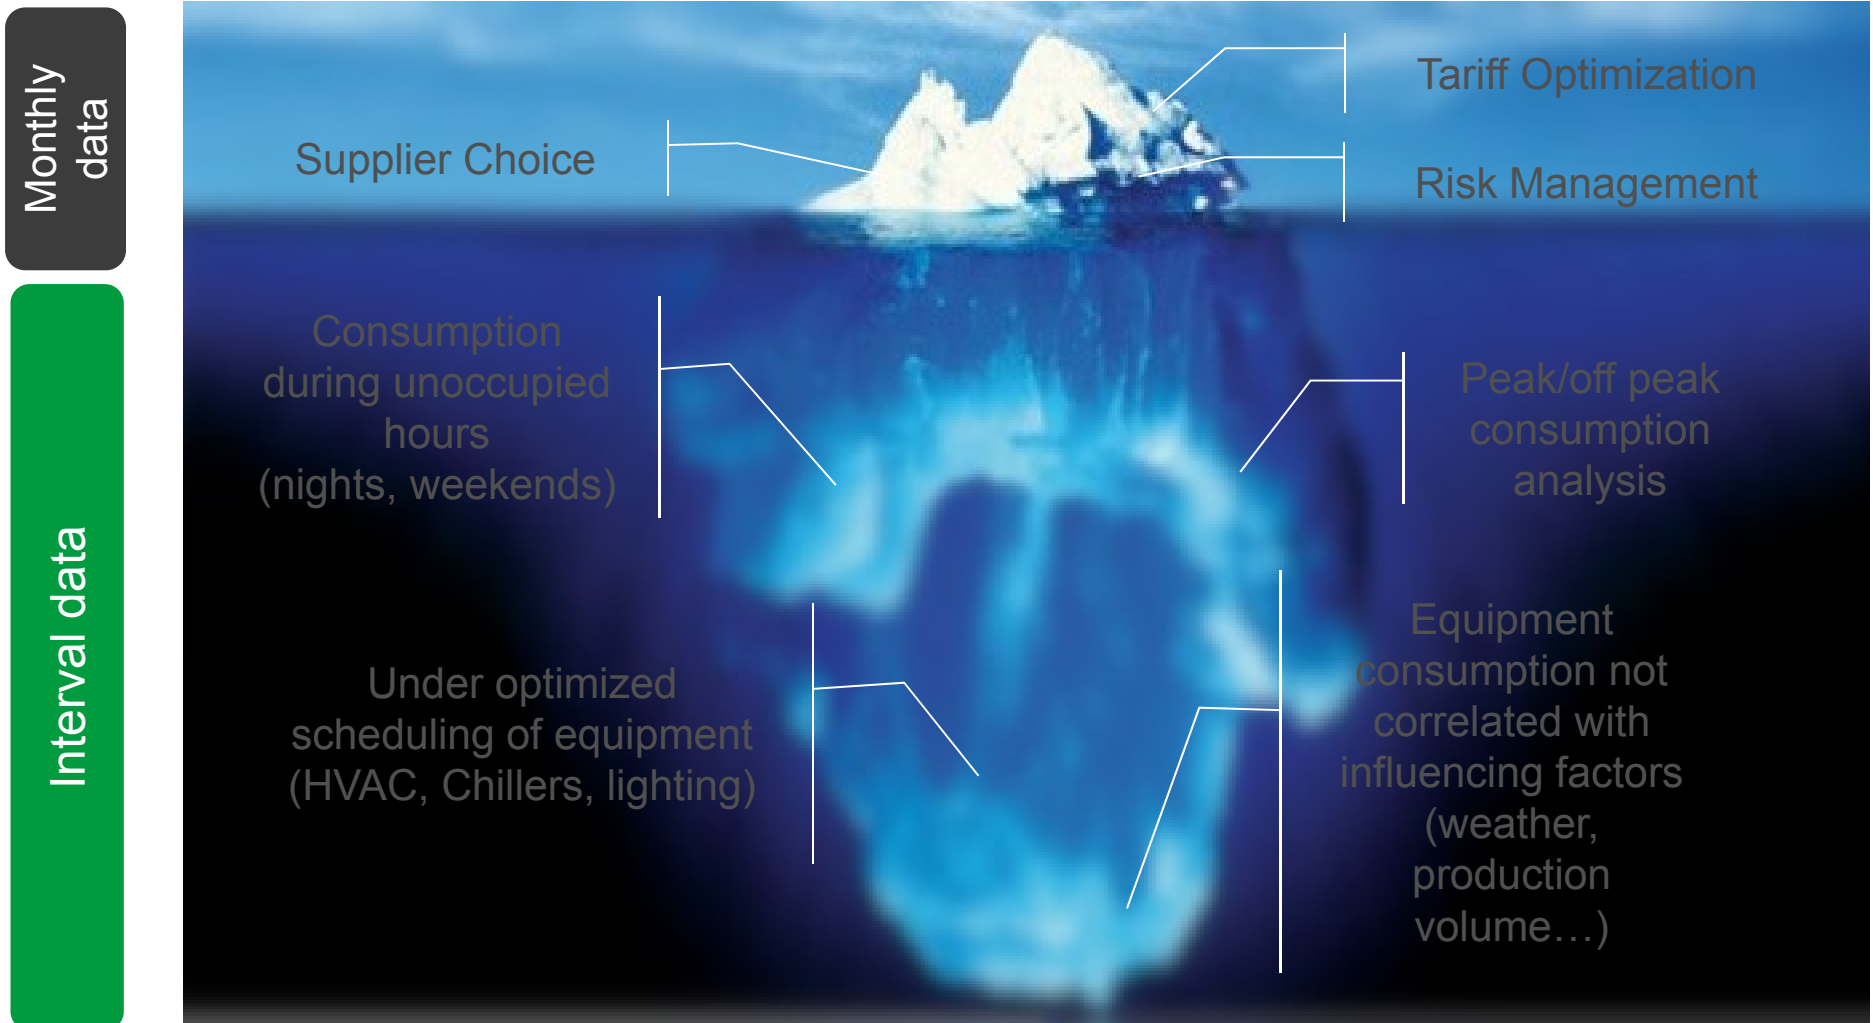 Monthly
data
Tariff Optimization
Supplier Choice
Risk Management
Interval data
Consumption
during unoccupied
hours
(nights, weekends)
Peak/off peak
consumption
analysis
Under optimized
scheduling of equipment
(HVAC, Chillers, lighting)
Equipment
consumption not
correlated with
influencing factors
(weather,
production
volume…)